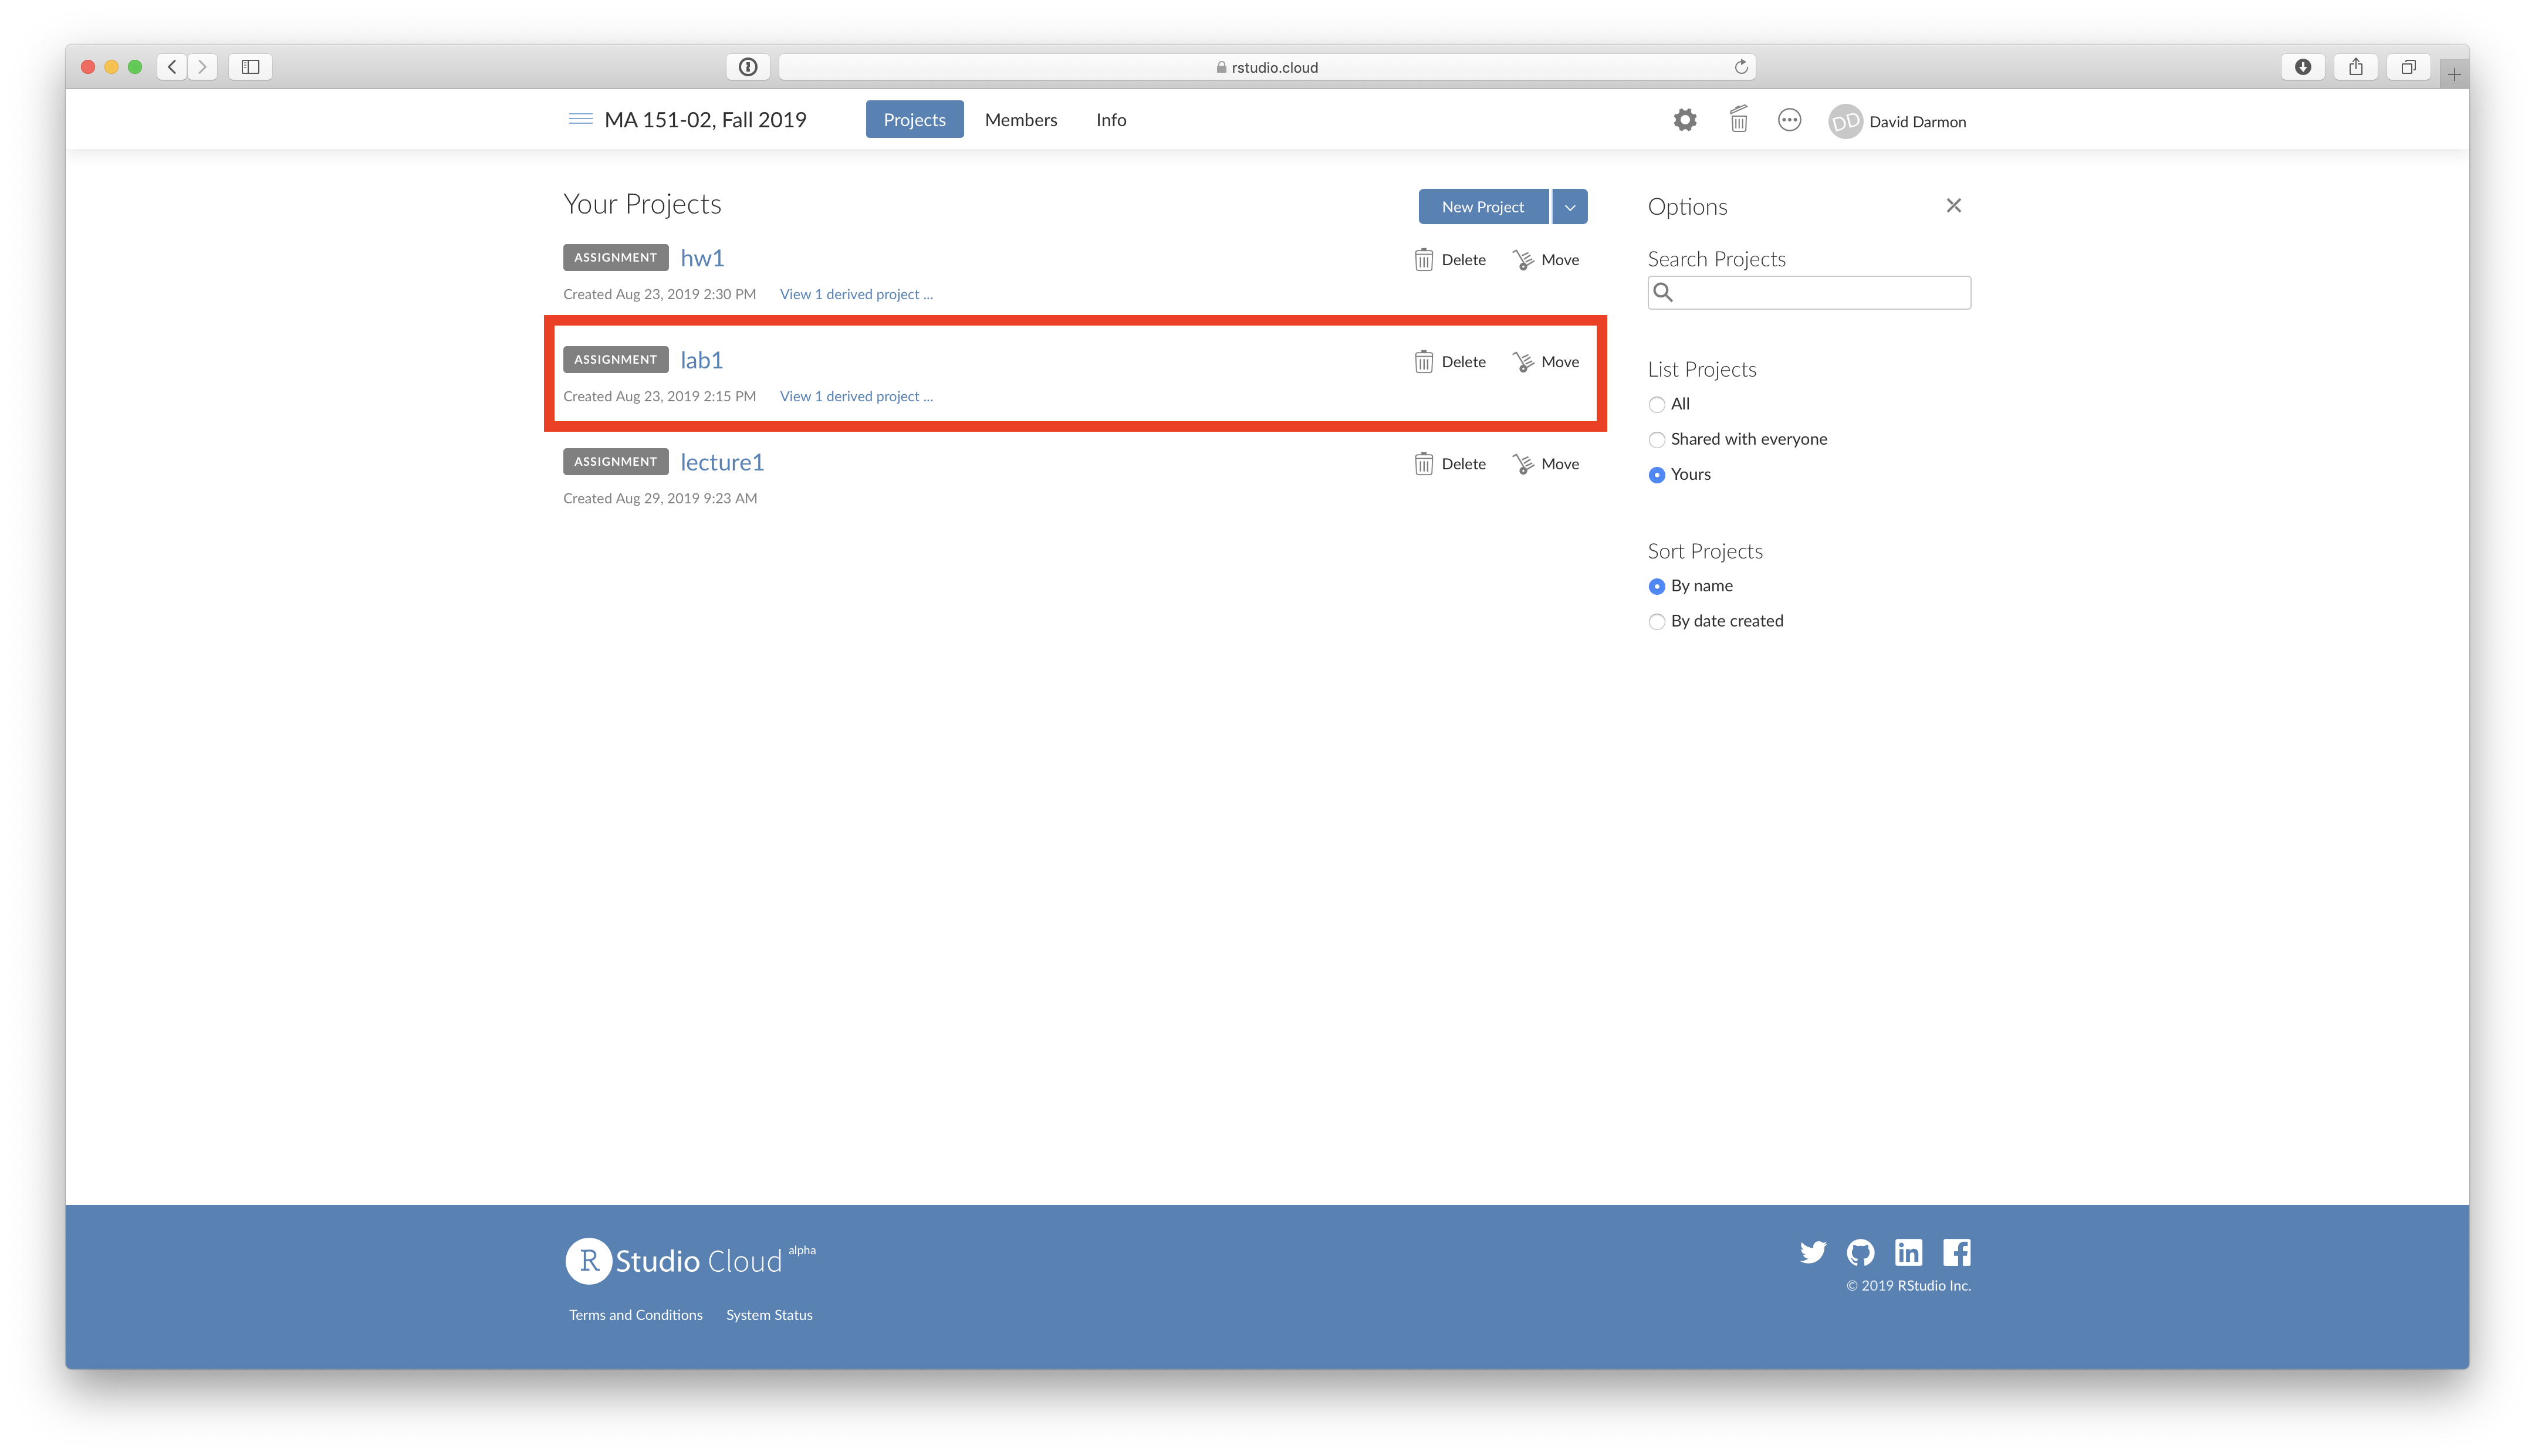 rstudio.cloud
MA 151-02, Fall 2019 Projects Members Info DD David Darmon
Your Projects New Project
ASSIGNMENT hw1 Delete Move
Created Aug 23, 2019 2:30 PM View 1 derived project ...
ASSIGNMENT lab1 Delete Move
Created Aug 23, 2019 2:15 PM View 1 derived project ...
ASSIGNMENT lecture1 Delete Move
Created Aug 29, 2019 9:23 AM
Options
Search Projects
List Projects
All
Shared with everyone
Yours
Sort Projects
By name
By date created
R Studio Cloud alpha
Terms and Conditions System Status
© 2019 RStudio Inc.